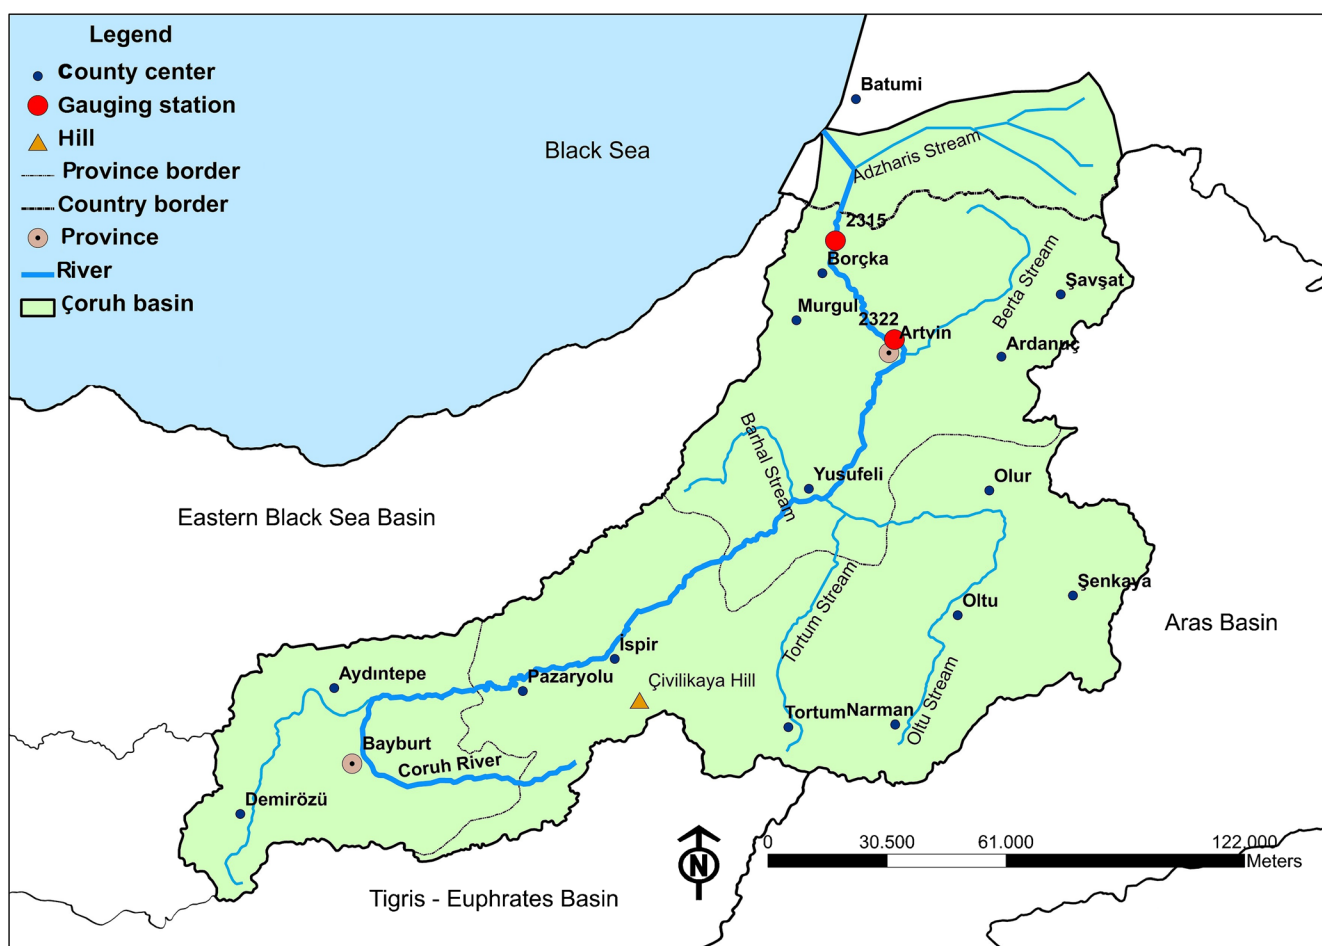 Legend
County center
Gauging station
Hill
Province border
Country border
Province
River
Çoruh basin
Black Sea
Batumi
Adzharis Stream
2315
Borçka
Berta Stream
Şavşat
Murgul
2322
Artvin
Ardanuç
Barhal Stream
Yusufeli
Olur
Eastern Black Sea Basin
Tortum Stream
Oltu
Şenkaya
Aras Basin
İspir
Aydıntepe
Pazaryolu
Çivilikaya Hill
Tortum
Narman
Oltu Stream
Bayburt
Coruh River
Demirözü
N
0 30.500 61.000 122.000
Meters
Tigris - Euphrates Basin